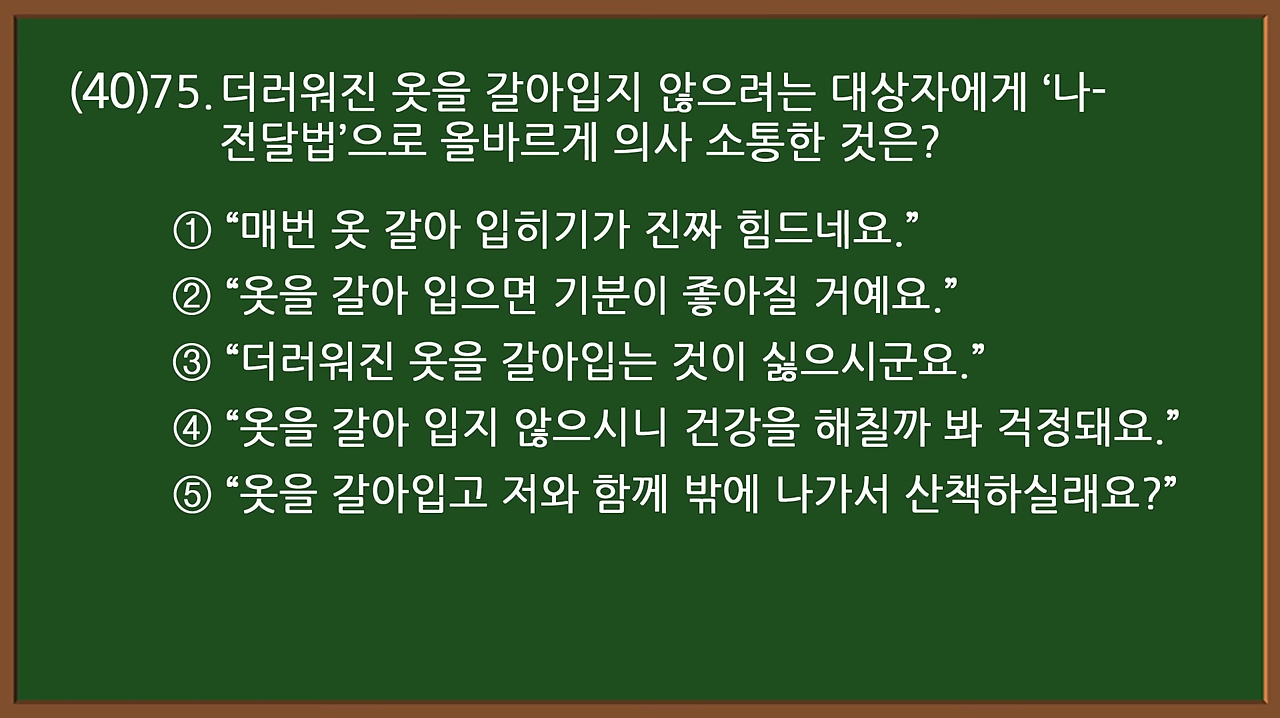 (40)75. 더러워진 옷을 갈아입지 않으려는 대상자에게 ‘나-
전달법’으로 올바르게 의사 소통한 것은?
① “매번 옷 갈아 입히기가 진짜 힘드네요.”
② “옷을 갈아 입으면 기분이 좋아질 거예요.”
③ “더러워진 옷을 갈아입는 것이 싫으시군요.”
④ “옷을 갈아 입지 않으시니 건강을 해칠까 봐 걱정돼요.”
⑤ “옷을 갈아입고 저와 함께 밖에 나가서 산책하실래요?”